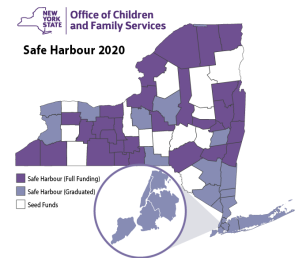 NEW
YORK
STATE
Office of Children
and Family Services
Safe Harbour 2020
Safe Harbour (Full Funding)
Safe Harbour (Graduated)
Seed Funds